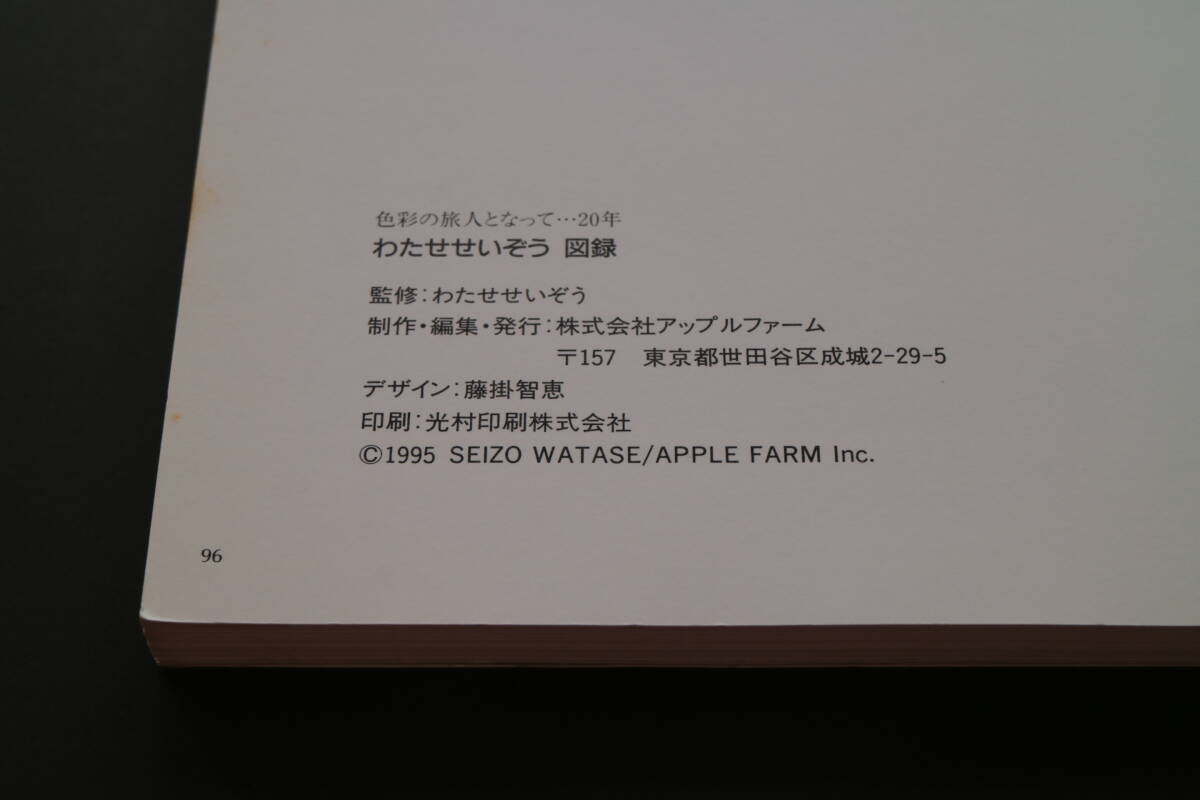 色彩の旅人となって…20年
わたせせいぞう 図録
監修:わたせせいぞう
制作・編集・発行:株式会社アップルファーム
〒157 東京都世田谷区成城2-29-5
デザイン:藤掛智恵
印刷:光村印刷株式会社
©1995 SEIZO WATASE/APPLE FARM Inc.
96